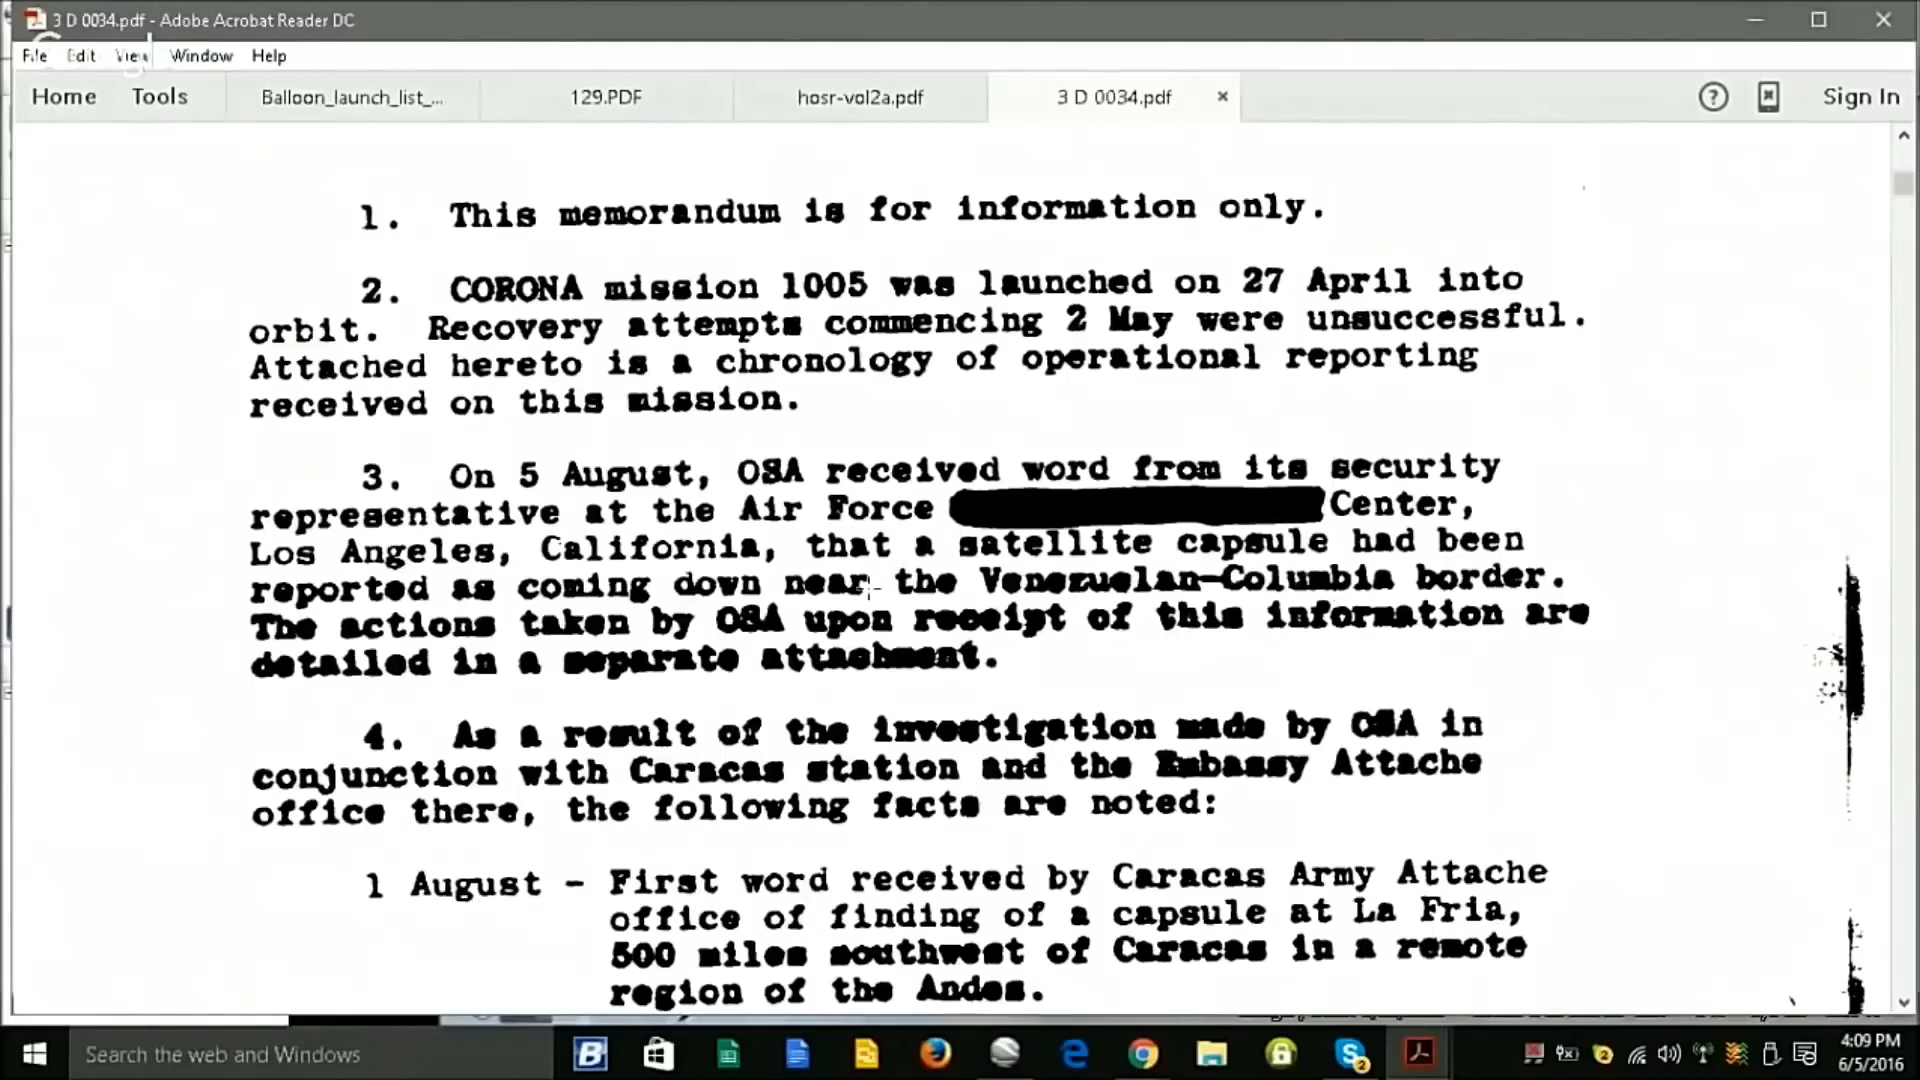 3 D 0034.pdf - Adobe Acrobat Reader DC
File Edit View Window Help
Home Tools Balloon_launch_list_... 129.PDF hosr-vol2a.pdf 3 D 0034.pdf × ? Sign In
1. This memorandum is for information only.
2. CORONA mission 1005 was launched on 27 April into
orbit. Recovery attempts commencing 2 May were unsuccessful.
Attached hereto is a chronology of operational reporting
received on this mission.
3. On 5 August, OSA received word from its security
representative at the Air Force Center,
Los Angeles, California, that a satellite capsule had been
reported as coming down near the Venezuelan-Columbia border.
The actions taken by OSA upon receipt of this information are
detailed in a separate attachment.
4. As a result of the investigation made by OSA in
conjunction with Caracas station and the Embassy Attache
office there, the following facts are noted:
1 August - First word received by Caracas Army Attache
office of finding of a capsule at La Fria,
500 miles southwest of Caracas in a remote
region of the Andes.
Search the web and Windows
4:09 PM
6/5/2016